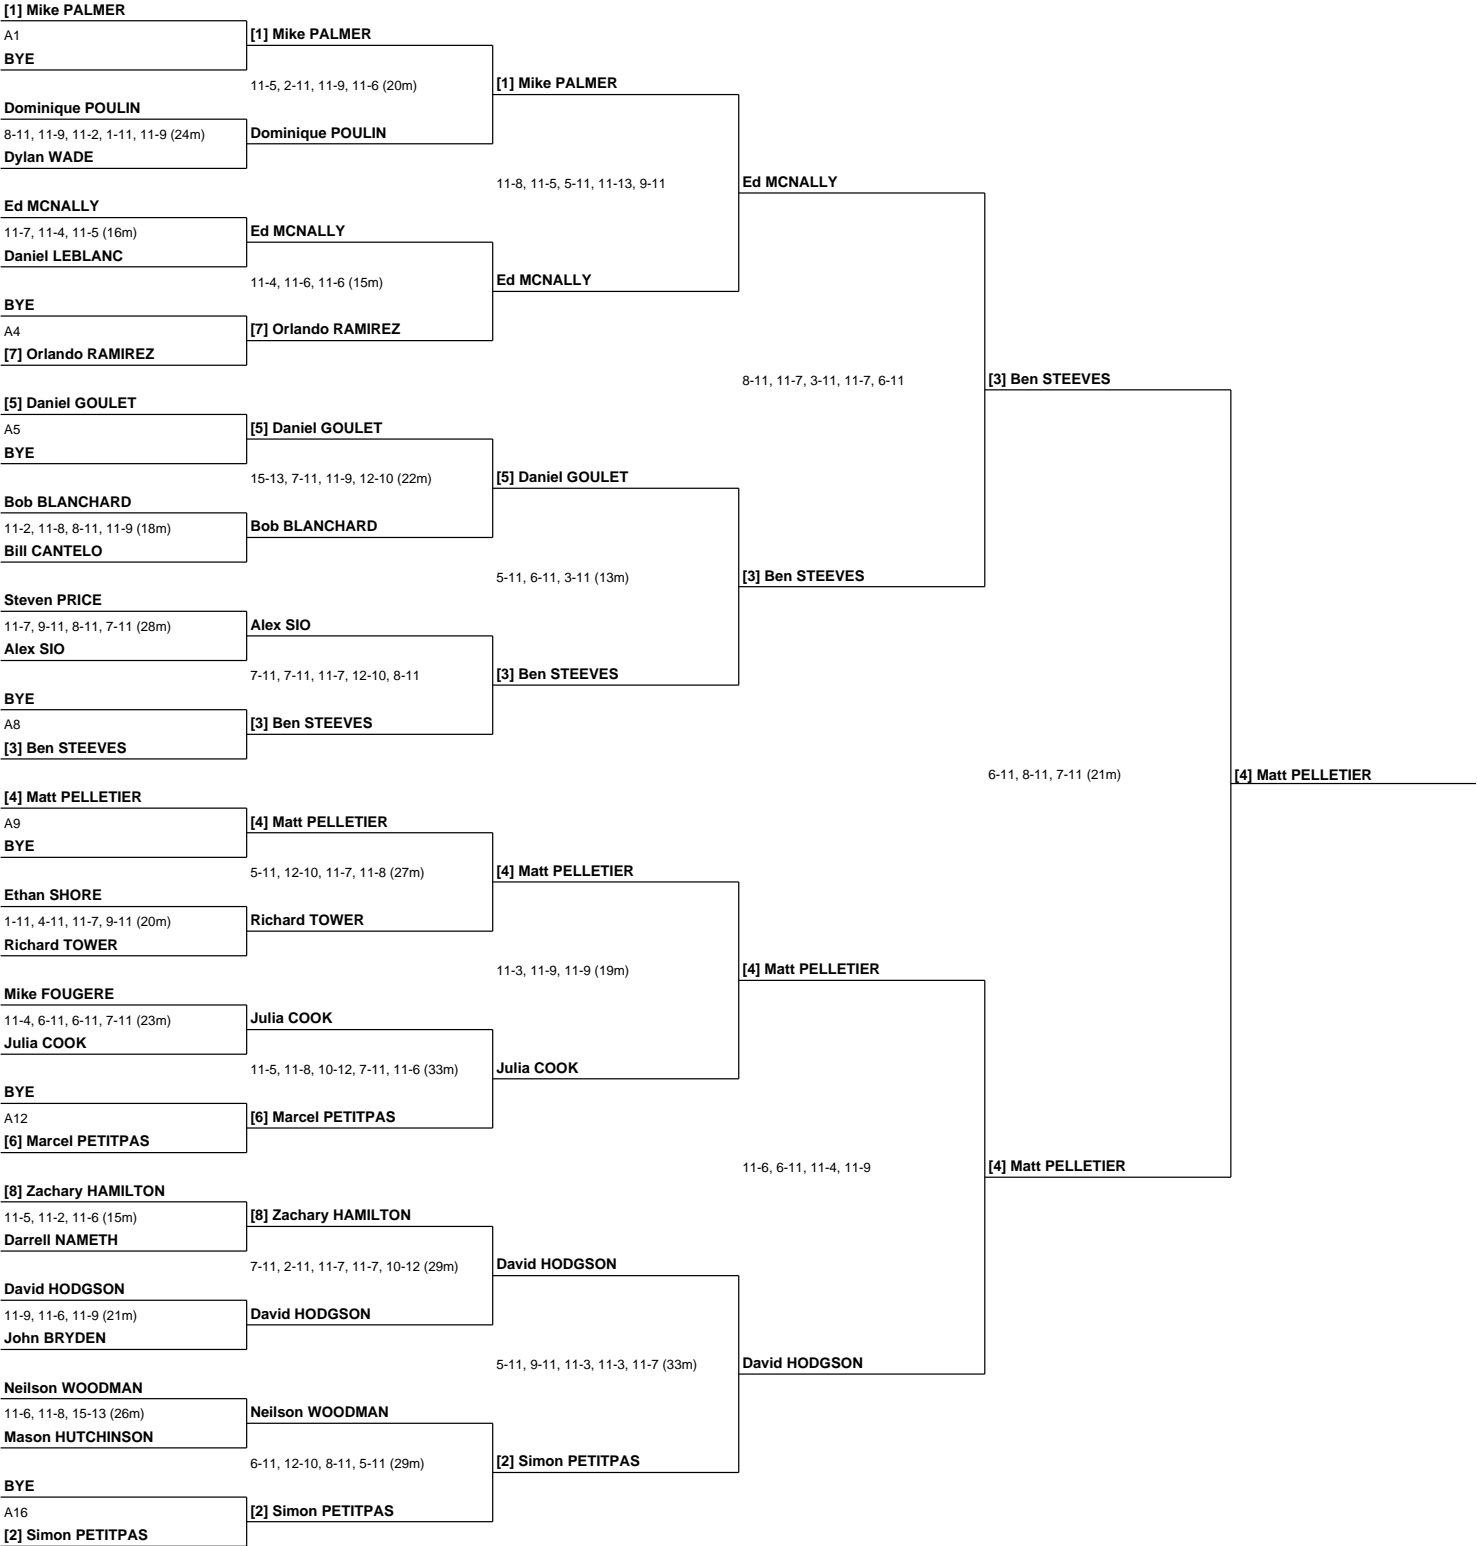 [1] Mike PALMER
A1
BYE
Dominique POULIN
8-11, 11-9, 11-2, 1-11, 11-9 (24m)
Dylan WADE
Ed MCNALLY
11-7, 11-4, 11-5 (16m)
Daniel LEBLANC
BYE
A4
[7] Orlando RAMIREZ
[5] Daniel GOULET
A5
BYE
Bob BLANCHARD
11-2, 11-8, 8-11, 11-9 (18m)
Bill CANTELO
Steven PRICE
11-7, 9-11, 8-11, 7-11 (28m)
Alex SIO
BYE
A8
[3] Ben STEEVES
[4] Matt PELLETIER
A9
BYE
Ethan SHORE
1-11, 4-11, 11-7, 9-11 (20m)
Richard TOWER
Mike FOUGERE
11-4, 6-11, 6-11, 7-11 (23m)
Julia COOK
BYE
A12
[6] Marcel PETITPAS
[8] Zachary HAMILTON
11-5, 11-2, 11-6 (15m)
Darrell NAMETH
David HODGSON
11-9, 11-6, 11-9 (21m)
John BRYDEN
Neilson WOODMAN
11-6, 11-8, 15-13 (26m)
Mason HUTCHINSON
BYE
A16
[2] Simon PETITPAS
[1] Mike PALMER
11-5, 2-11, 11-9, 11-6 (20m)
Dominique POULIN
Ed MCNALLY
11-4, 11-6, 11-6 (15m)
[7] Orlando RAMIREZ
[5] Daniel GOULET
15-13, 7-11, 11-9, 12-10 (22m)
Bob BLANCHARD
Alex SIO
7-11, 7-11, 11-7, 12-10, 8-11
[3] Ben STEEVES
[4] Matt PELLETIER
5-11, 12-10, 11-7, 11-8 (27m)
Richard TOWER
Julia COOK
11-5, 11-8, 10-12, 7-11, 11-6 (33m)
[6] Marcel PETITPAS
[8] Zachary HAMILTON
7-11, 2-11, 11-7, 11-7, 10-12 (29m)
David HODGSON
Neilson WOODMAN
6-11, 12-10, 8-11, 5-11 (29m)
[2] Simon PETITPAS
[1] Mike PALMER
11-8, 11-5, 5-11, 11-13, 9-11
Ed MCNALLY
[5] Daniel GOULET
5-11, 6-11, 3-11 (13m)
[3] Ben STEEVES
[4] Matt PELLETIER
11-3, 11-9, 11-9 (19m)
Julia COOK
David HODGSON
5-11, 9-11, 11-3, 11-3, 11-7 (33m)
[2] Simon PETITPAS
Ed MCNALLY
8-11, 11-7, 3-11, 11-7, 6-11
[3] Ben STEEVES
[4] Matt PELLETIER
11-6, 6-11, 11-4, 11-9
David HODGSON
[3] Ben STEEVES
6-11, 8-11, 7-11 (21m)
[4] Matt PELLETIER
[4] Matt PELLETIER